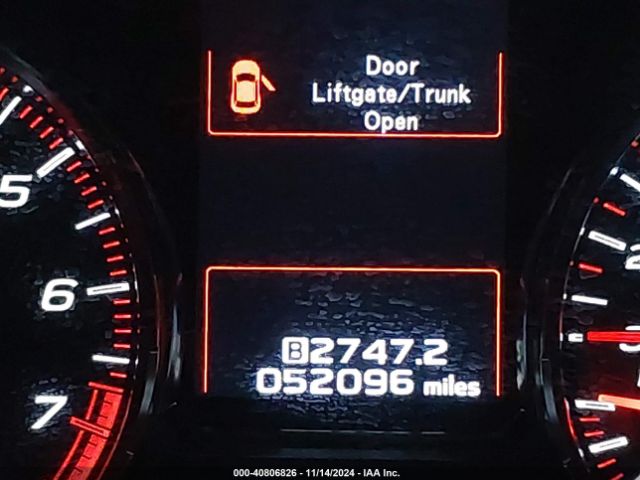 Door
Liftgate/Trunk
Open
5
6
7
B2747.2
052096 miles
000-40806826 - 11/14/2024 - IAA Inc.